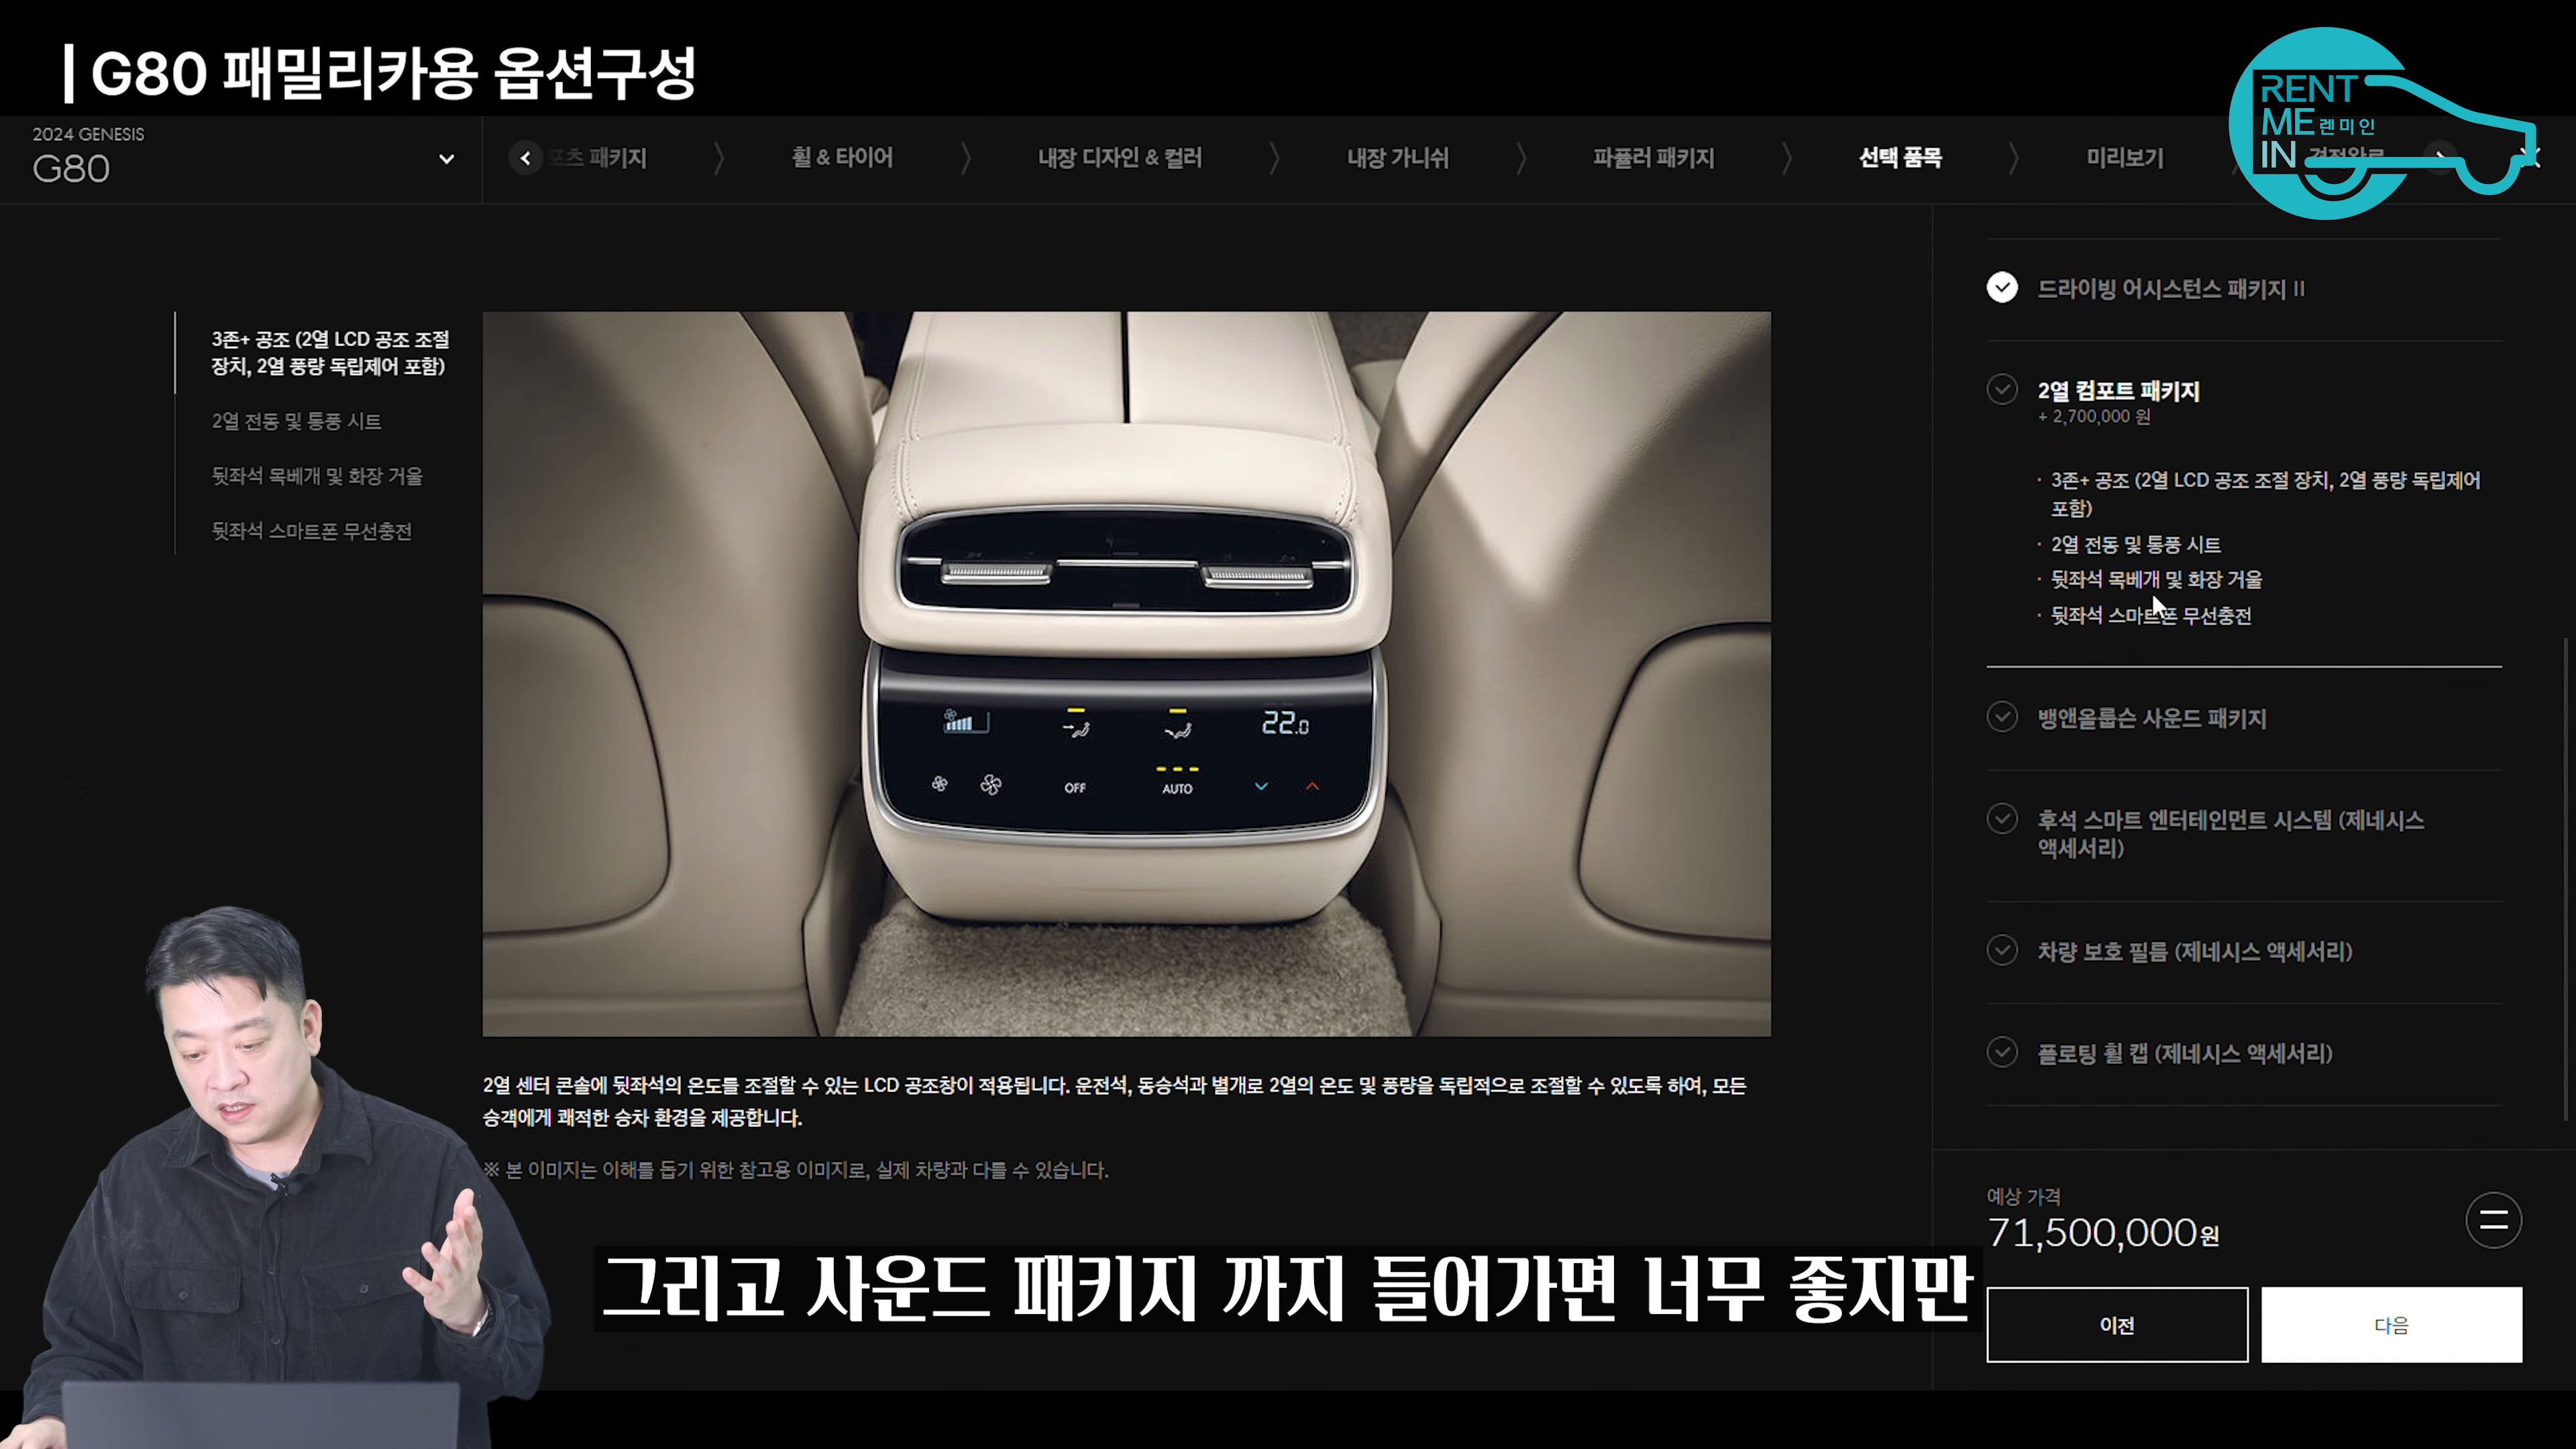 G80 패밀리카용 옵션구성
RENT
ME 렌미인
IN
2024 GENESIS
G80
포츠 패키지
휠 & 타이어
내장 디자인 & 컬러
내장 가니쉬
파퓰러 패키지
선택 품목
미리보기
3존+ 공조 (2열 LCD 공조 조절
장치, 2열 풍량 독립제어 포함)
2열 전동 및 통풍 시트
뒷좌석 목베개 및 화장 거울
뒷좌석 스마트폰 무선충전
22.0
OFF
AUTO
2열 센터 콘솔에 뒷좌석의 온도를 조절할 수 있는 LCD 공조창이 적용됩니다. 운전석, 동승석과 별개로 2열의 온도 및 풍량을 독립적으로 조절할 수 있도록 하여, 모든
승객에게 쾌적한 승차 환경을 제공합니다.
※ 본 이미지는 이해를 돕기 위한 참고용 이미지로, 실제 차량과 다를 수 있습니다.
드라이빙 어시스턴스 패키지 II
2열 컴포트 패키지
+ 2,700,000 원
· 3존+ 공조 (2열 LCD 공조 조절 장치, 2열 풍량 독립제어
포함)
· 2열 전동 및 통풍 시트
· 뒷좌석 목베개 및 화장 거울
· 뒷좌석 스마트폰 무선충전
뱅앤올룹슨 사운드 패키지
후석 스마트 엔터테인먼트 시스템 (제네시스
액세서리)
차량 보호 필름 (제네시스 액세서리)
플로팅 휠 캡 (제네시스 액세서리)
예상 가격
71,500,000원
이전
다음
그리고 사운드 패키지 까지 들어가면 너무 좋지만